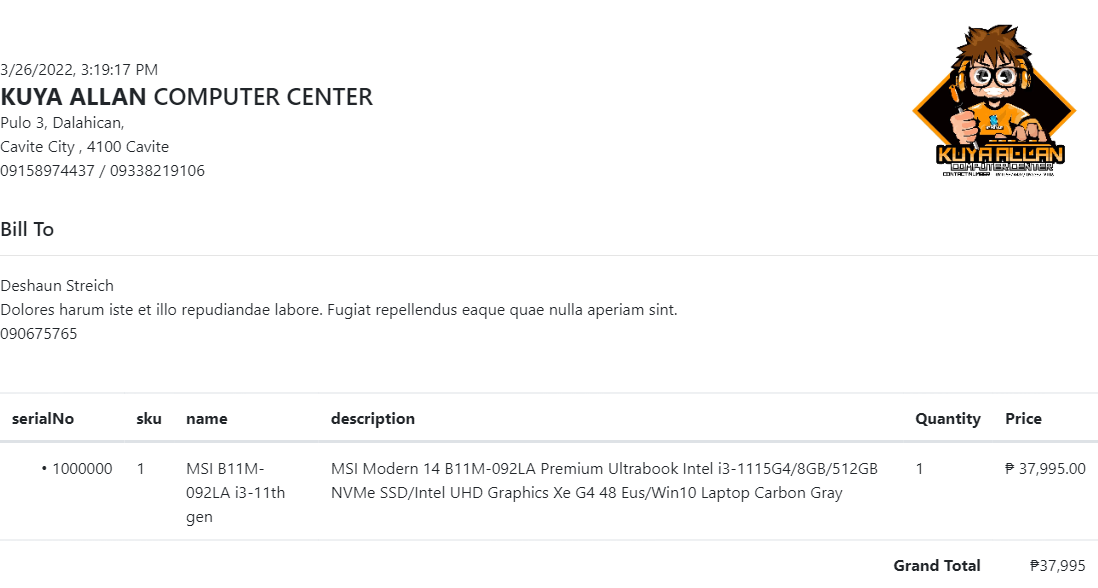 3/26/2022, 3:19:17 PM
KUYA ALLAN COMPUTER CENTER
Pulo 3, Dalahican,
Cavite City , 4100 Cavite
09158974437 / 09338219106
KUYA ALLAN
COMPUTER CENTER
CONTACT NUMBER
Bill To
Deshaun Streich
Dolores harum iste et illo repudiandae labore. Fugiat repellendus eaque quae nulla aperiam sint.
090675765
serialNo sku name description Quantity Price
• 1000000 1 MSI B11M- MSI Modern 14 B11M-092LA Premium Ultrabook Intel i3-1115G4/8GB/512GB 1 ₱ 37,995.00
092LA i3-11th NVMe SSD/Intel UHD Graphics Xe G4 48 Eus/Win10 Laptop Carbon Gray
gen
Grand Total ₱37,995